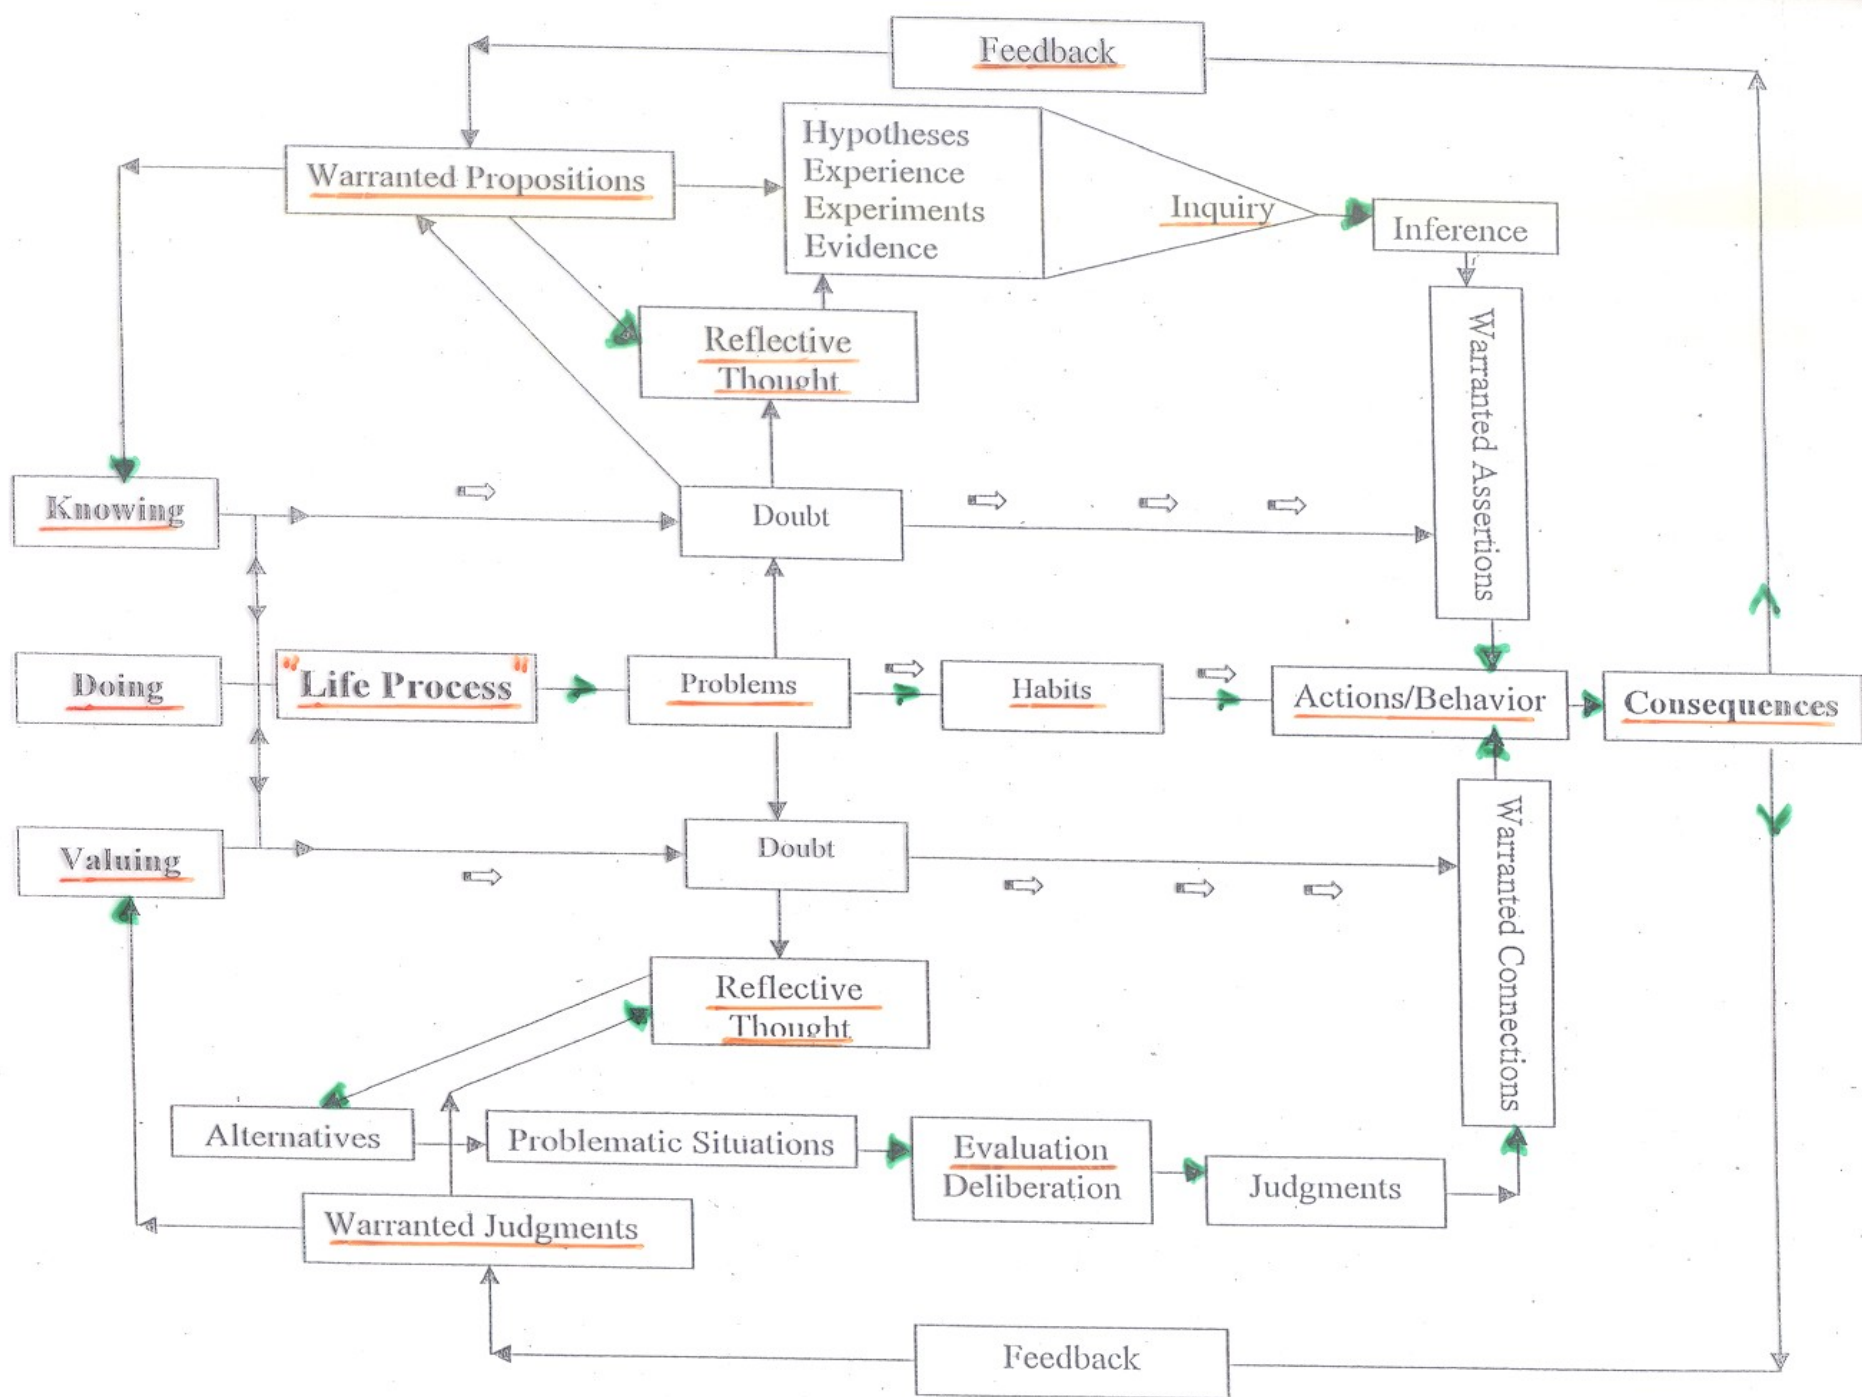 Feedback
Hypotheses
Experience
Experiments
Evidence
Warranted Propositions
Inquiry
Inference
Reflective
Thought
Warranted Assertions
Knowing
Doubt
Doing
"Life Process"
Problems
Habits
Actions/Behavior
Consequences
Valuing
Doubt
Warranted Connections
Reflective
Thought
Alternatives
Problematic Situations
Evaluation
Deliberation
Judgments
Warranted Judgments
Feedback